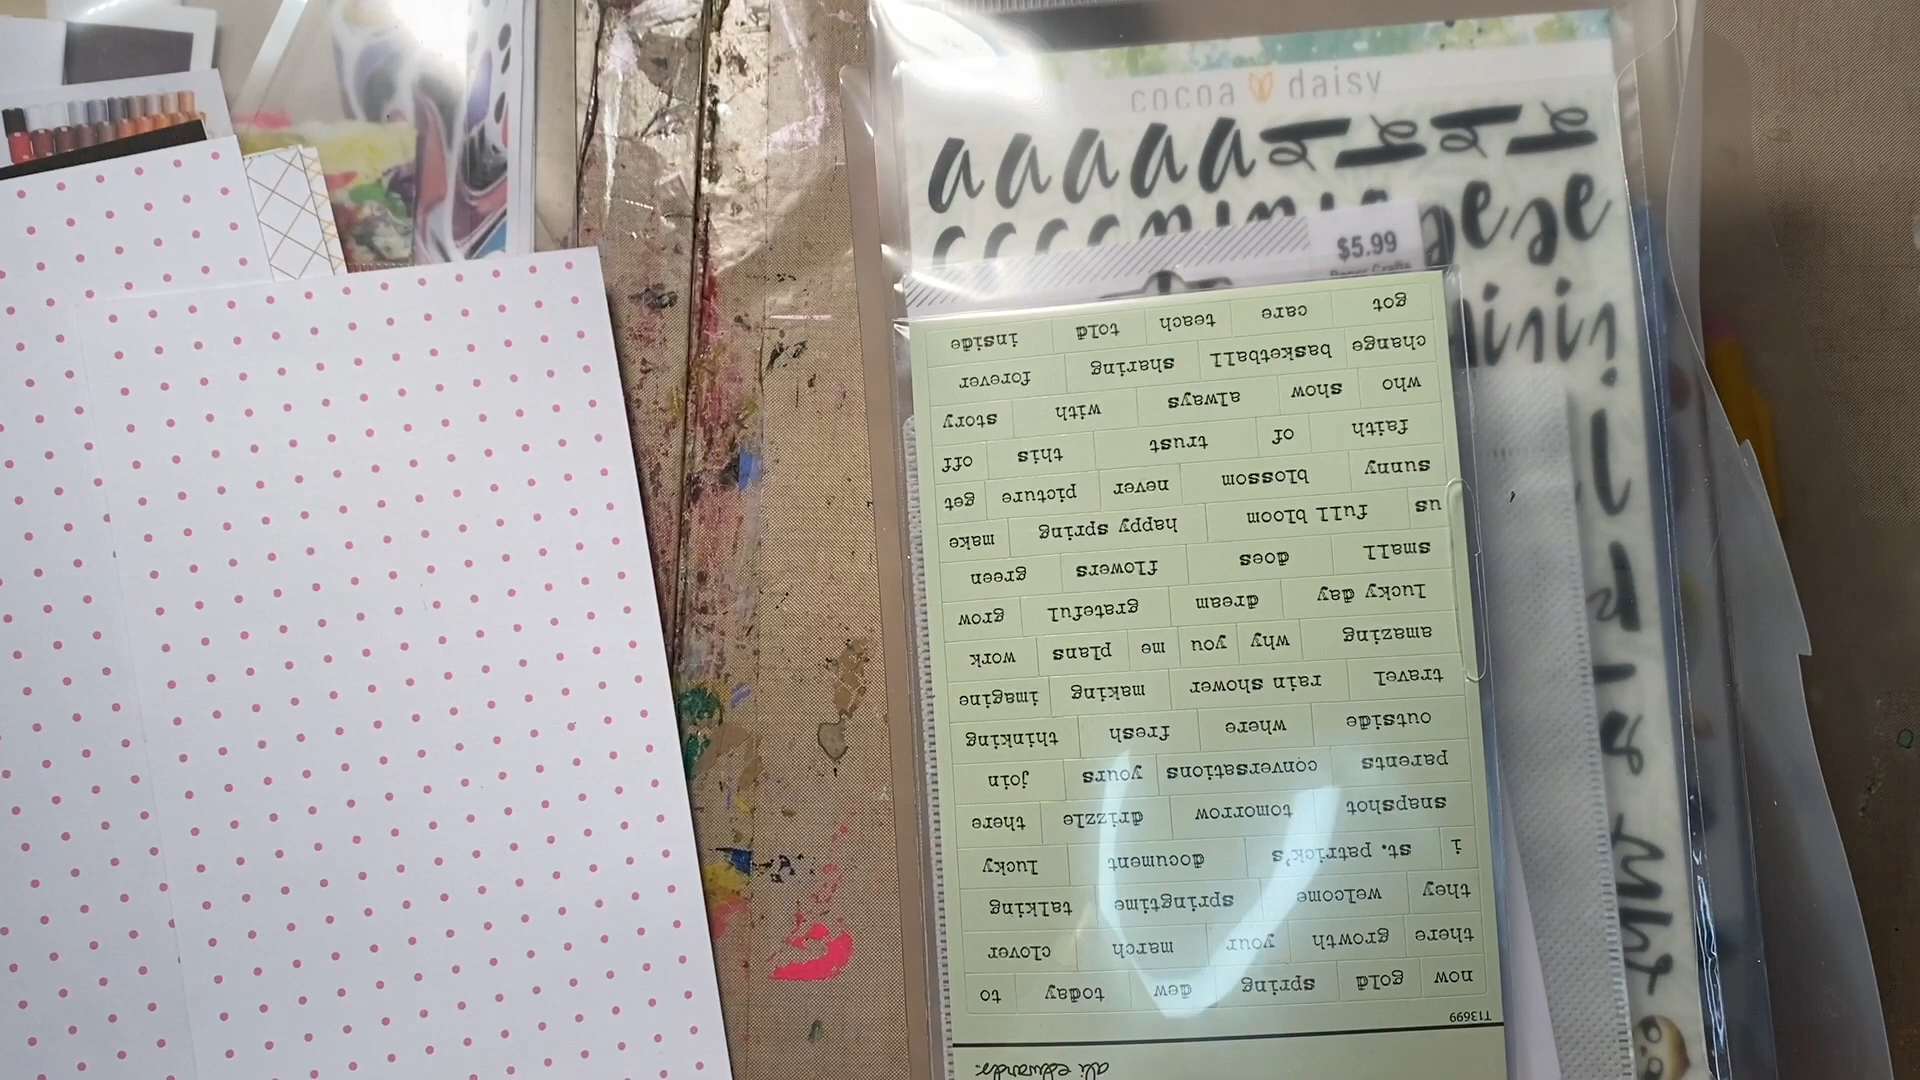 cocoa daisy
aaaaa
$5.99
ali edwards
T13699
now gold spring dew today to
there growth your march clover
they welcome springtime talking
i st. patrick's document lucky
snapshot tomorrow drizzle there
parents conversations yours join
outside where fresh thinking
travel rain shower making imagine
amazing why you me plans work
lucky day dream grateful grow
small does flowers green
us full bloom happy spring make
sunny blossom never picture get
faith of trust this off
who show always with story
change basketball sharing forever
got care teach told inside